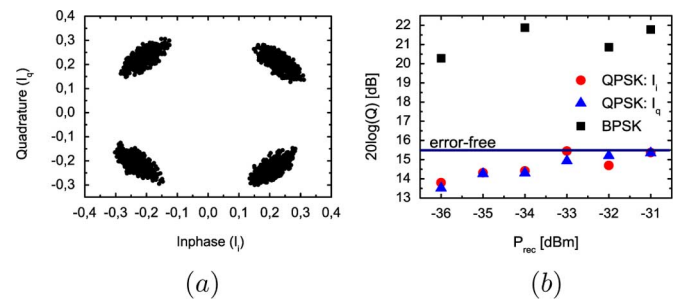 0,4
0,3
0,2
0,1
0,0
-0,1
-0,2
-0,3
Quadrature (I_q)
-0,4 -0,3 -0,2 -0,1 0,0 0,1 0,2 0,3 0,4
Inphase (I_i)
(a)
22
21
20
19
18
17
16
15
14
13
20log(Q) [dB]
QPSK: I_i
QPSK: I_q
BPSK
error-free
-36 -35 -34 -33 -32 -31
P_rec [dBm]
(b)